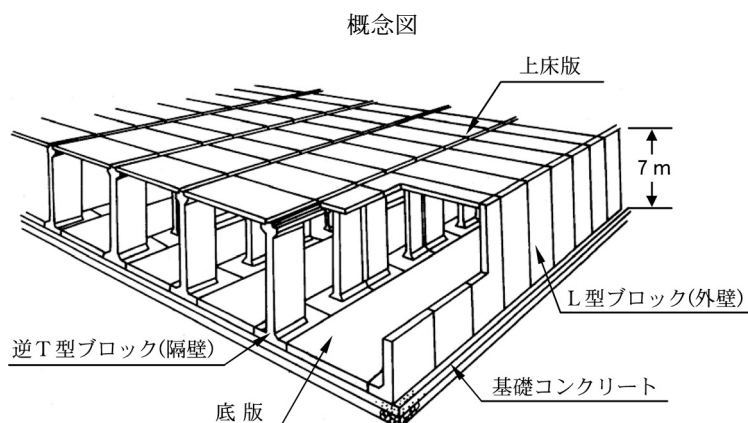 概念図
上床版
7 m
L型ブロック(外壁)
逆T型ブロック(隔壁)
基礎コンクリート
底 版